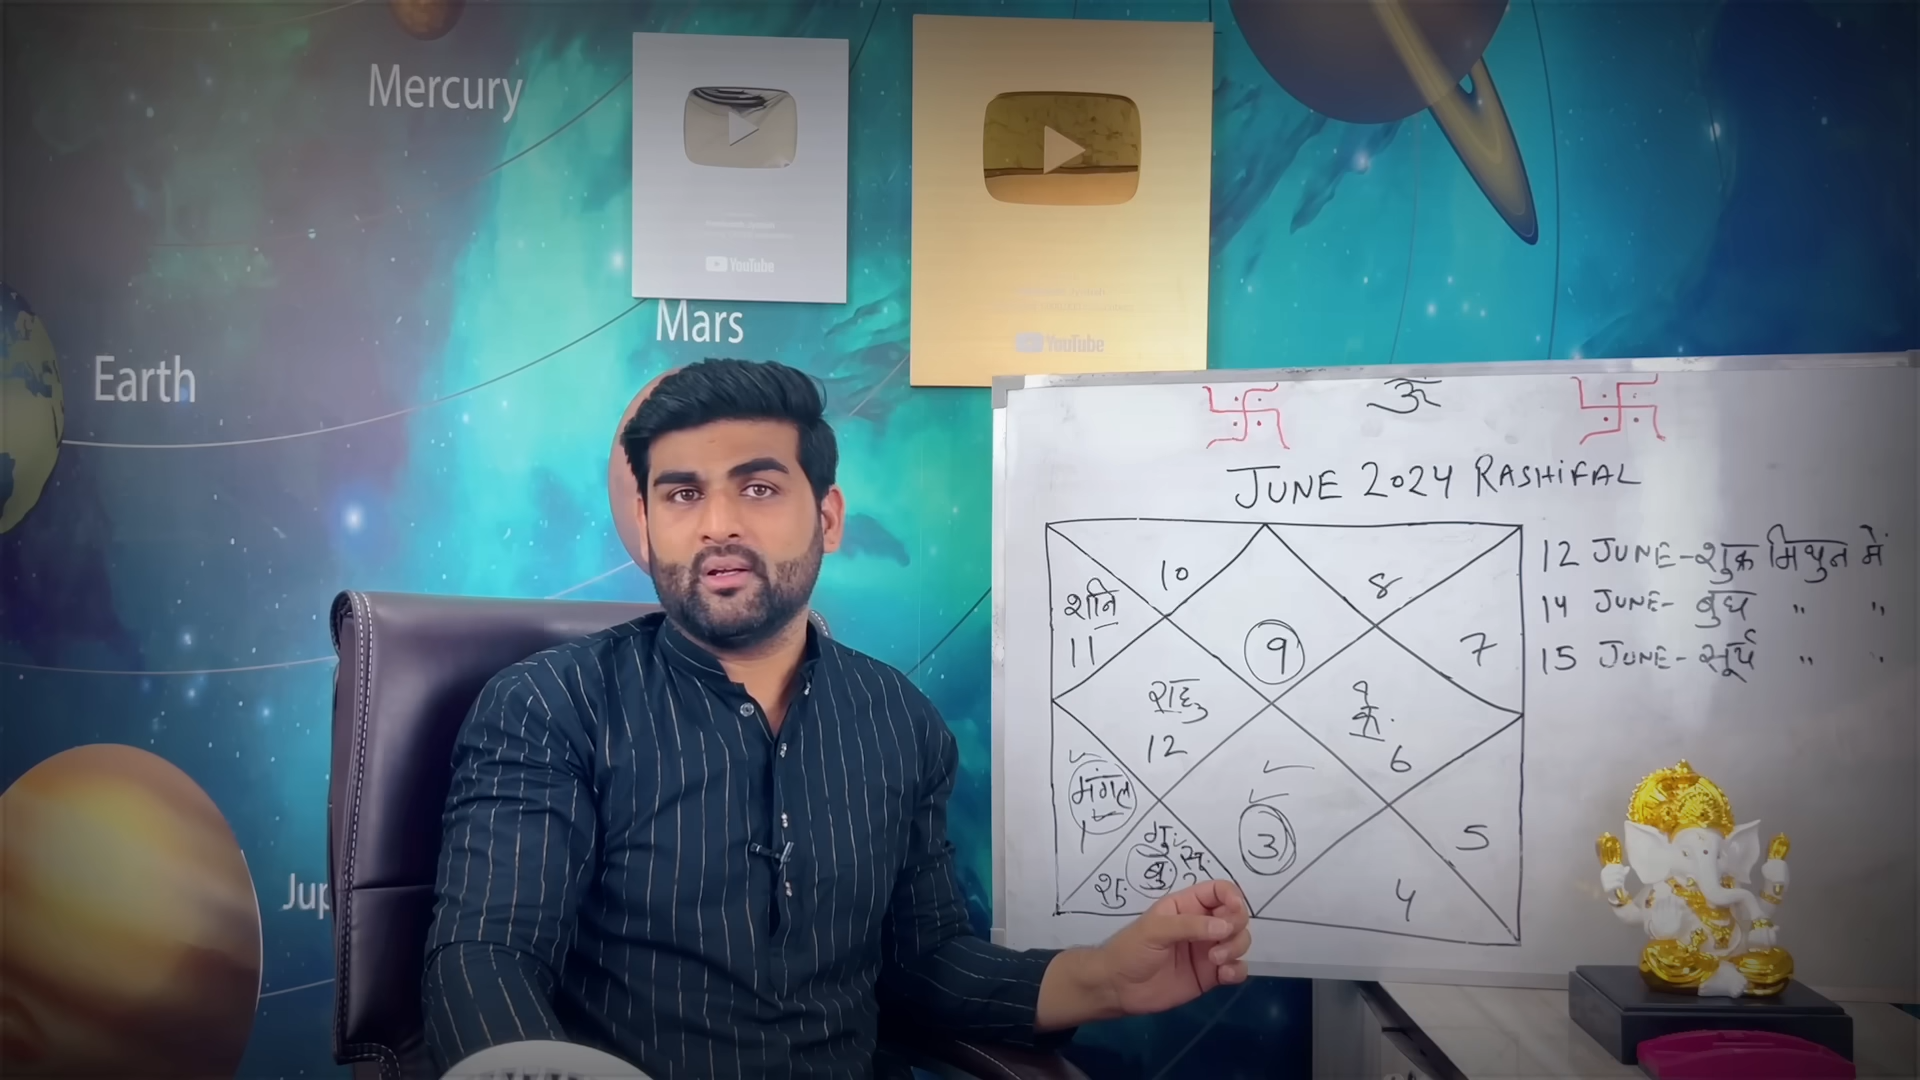 Mercury
Earth
Mars
Jup
YouTube
YouTube
ॐ
JUNE 2024 RASHIFAL
12 JUNE-शुक्र मिथुन में
14 JUNE- बुध " "
15 JUNE- सूर्य " "
10
8
शनि
11
9
7
राहु
12
के.
6
मंगल
1
3
5
गु.
शु. बु. सू.
4